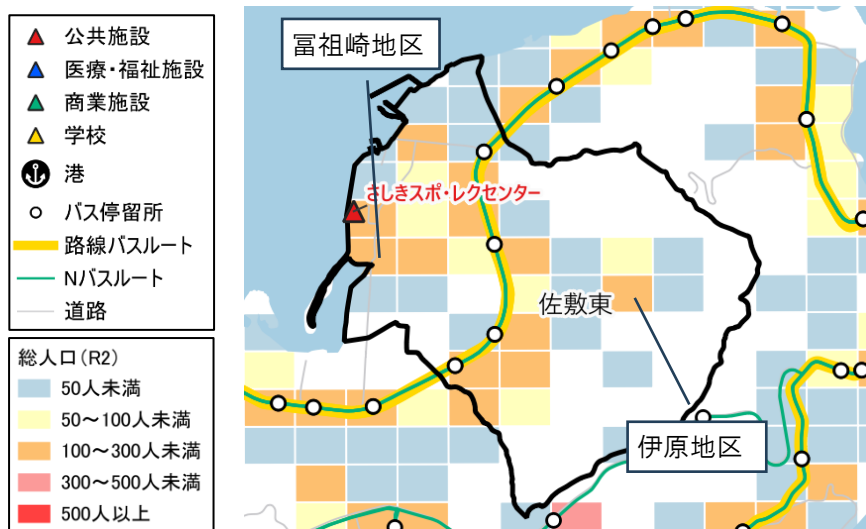 公共施設
医療・福祉施設
商業施設
学校
港
バス停留所
路線バスルート
Nバスルート
道路
総人口(R2)
50人未満
50~100人未満
100~300人未満
300~500人未満
500人以上
冨祖崎地区
さしきスポ・レクセンター
佐敷東
伊原地区